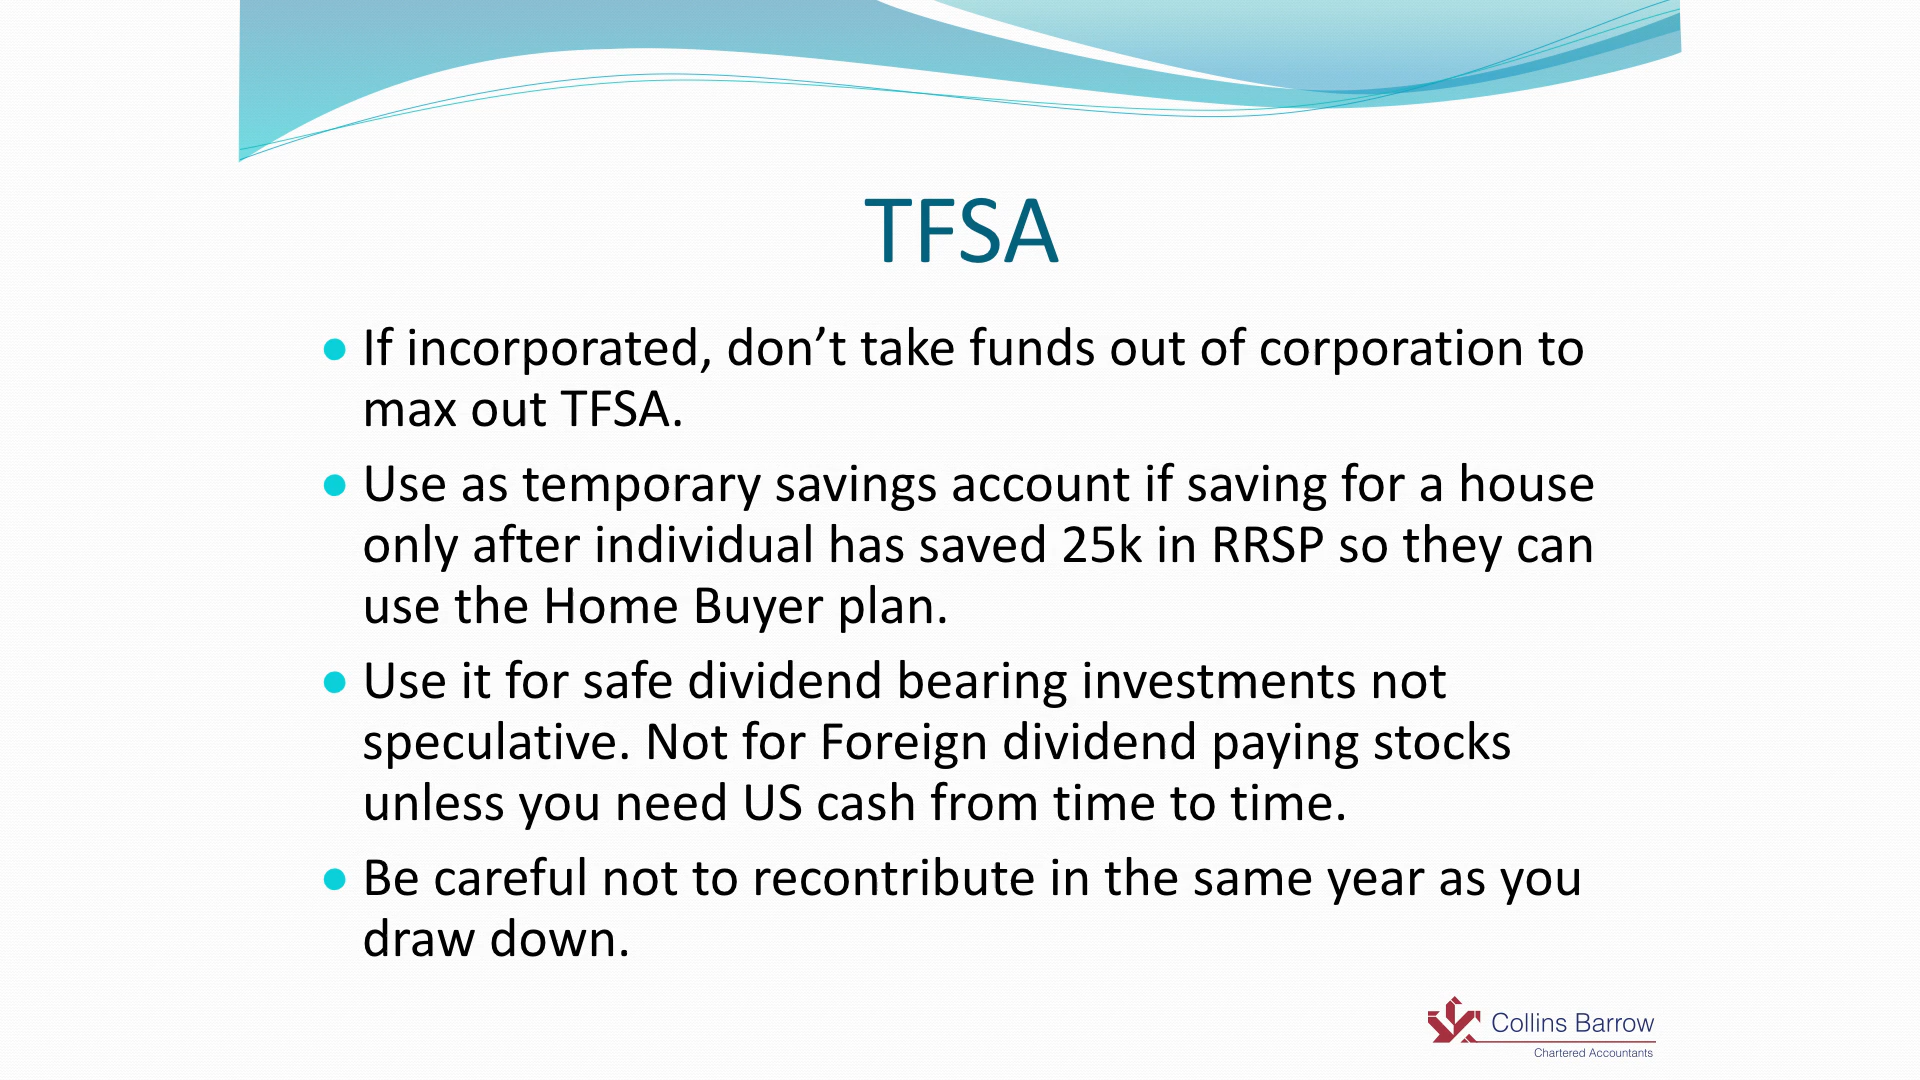 TFSA
• If incorporated, don’t take funds out of corporation to
max out TFSA.
• Use as temporary savings account if saving for a house
only after individual has saved 25k in RRSP so they can
use the Home Buyer plan.
• Use it for safe dividend bearing investments not
speculative. Not for Foreign dividend paying stocks
unless you need US cash from time to time.
• Be careful not to recontribute in the same year as you
draw down.
Collins Barrow
Chartered Accountants